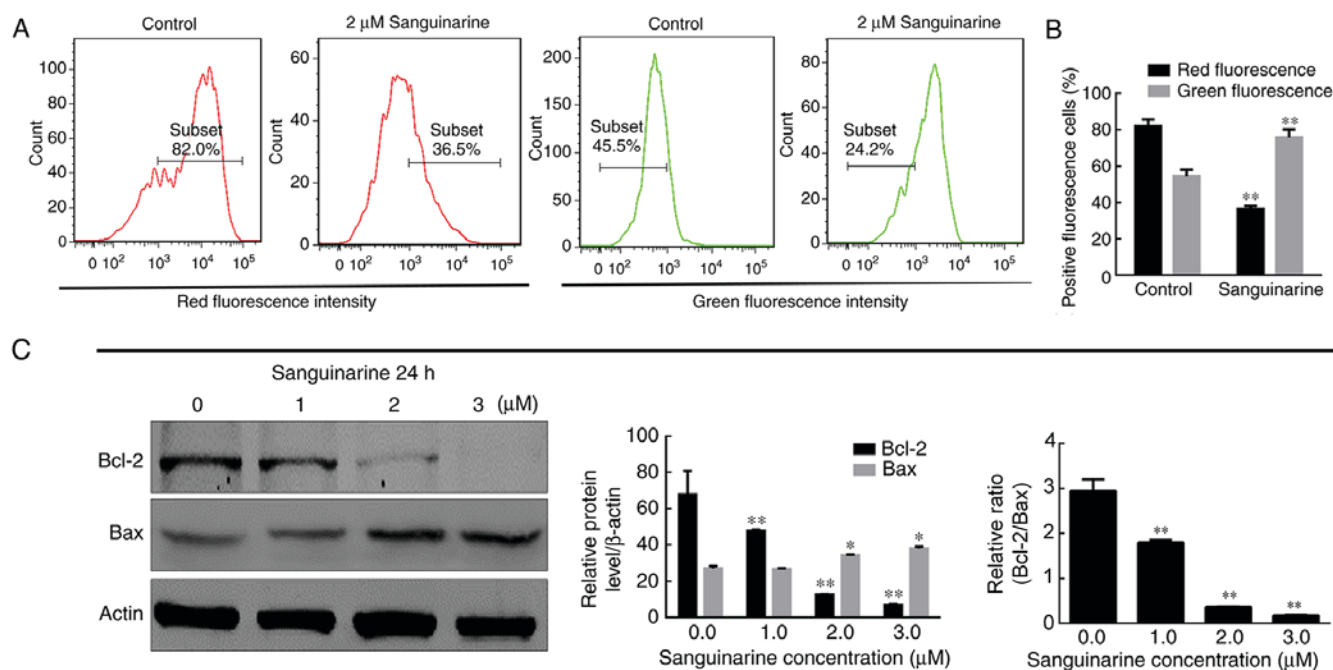 A
Control
2 μM Sanguinarine
Control
2 μM Sanguinarine
Count
100
80
60
40
20
0
Subset
82.0%
0 10² 10³ 10⁴ 10⁵
Count
60
40
20
0
Subset
36.5%
0 10² 10³ 10⁴ 10⁵
Red fluorescence intensity
Count
200
150
100
50
0
Subset
45.5%
0 10² 10³ 10⁴ 10⁵
Count
80
60
40
20
0
Subset
24.2%
0 10² 10³ 10⁴ 10⁵
Green fluorescence intensity
B
Red fluorescence
Green fluorescence
Positive fluorescence cells (%)
100
80
60
40
20
0
**
**
Control Sanguinarine
C
Sanguinarine 24 h
0 1 2 3 (μM)
Bcl-2
Bax
Actin
Bcl-2
Bax
Relative protein
level/β-actin
100
80
60
40
20
0
**
*
**
*
**
0.0 1.0 2.0 3.0
Sanguinarine concentration (μM)
Relative ratio
(Bcl-2/Bax)
4
3
2
1
0
**
**
**
0.0 1.0 2.0 3.0
Sanguinarine concentration (μM)